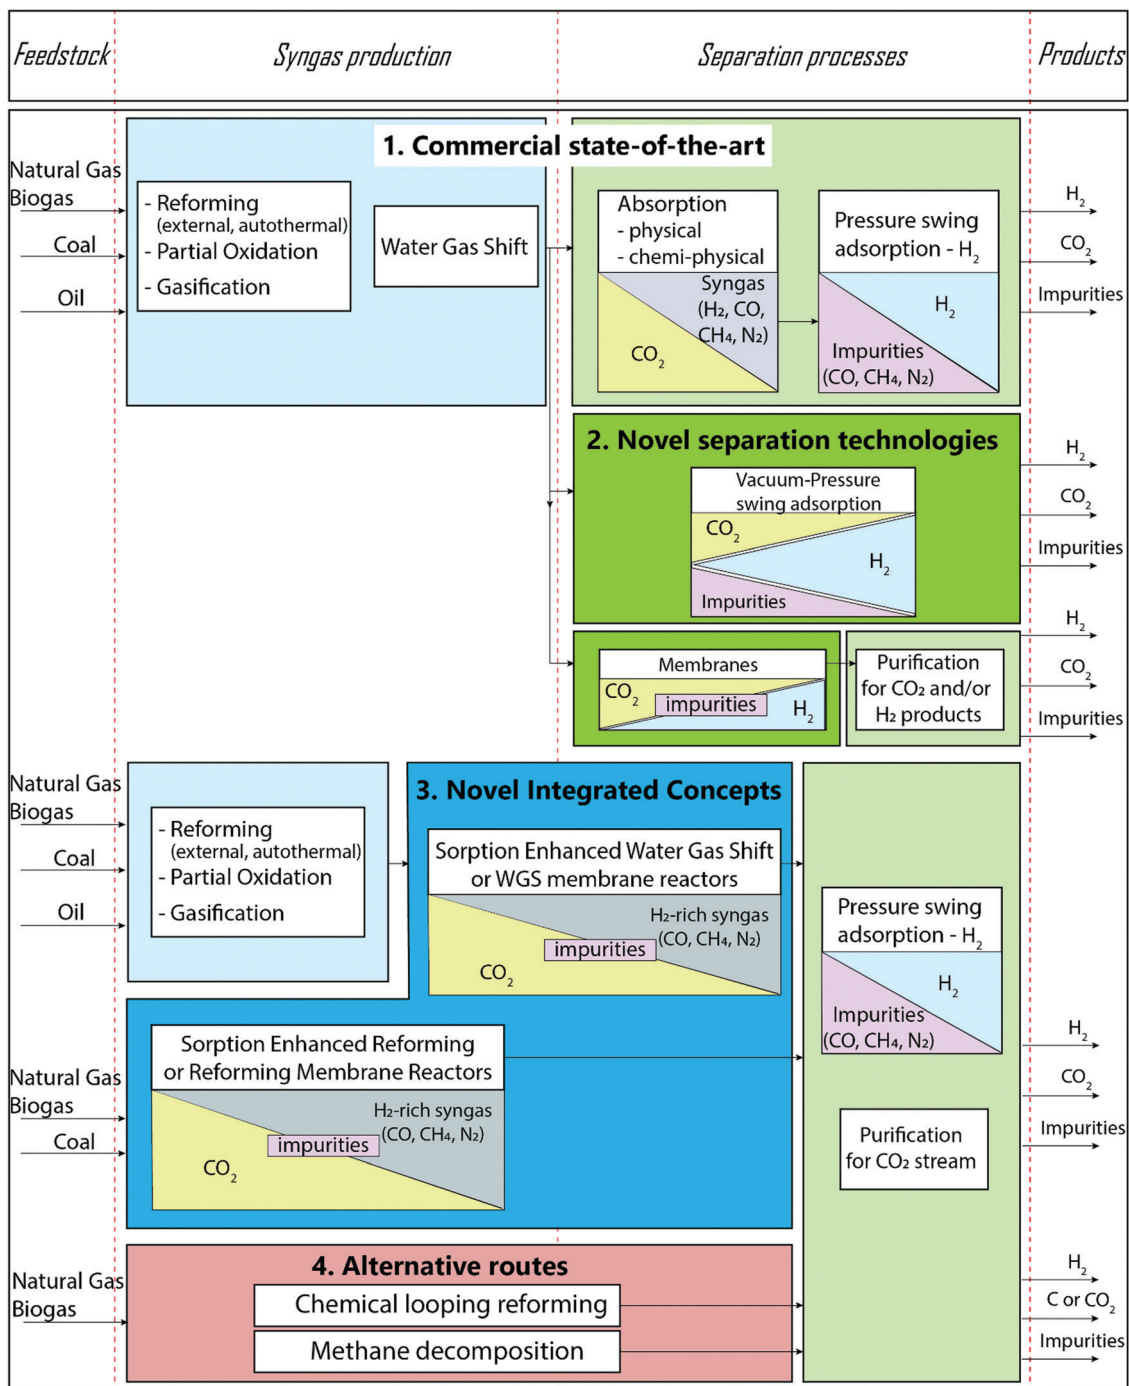 Feedstock
Syngas production
Separation processes
Products
1. Commercial state-of-the-art
Natural Gas
Biogas
Coal
Oil
- Reforming
(external, autothermal)
- Partial Oxidation
- Gasification
Water Gas Shift
Absorption
- physical
- chemi-physical
Syngas
(H₂, CO,
CH₄, N₂)
CO₂
Pressure swing
adsorption - H₂
H₂
Impurities
(CO, CH₄, N₂)
H₂
CO₂
Impurities
2. Novel separation technologies
Vacuum-Pressure
swing adsorption
CO₂
H₂
Impurities
H₂
CO₂
Impurities
Membranes
CO₂
impurities
H₂
Purification
for CO₂ and/or
H₂ products
H₂
CO₂
Impurities
3. Novel Integrated Concepts
Natural Gas
Biogas
Coal
Oil
- Reforming
(external, autothermal)
- Partial Oxidation
- Gasification
Sorption Enhanced Water Gas Shift
or WGS membrane reactors
H₂-rich syngas
(CO, CH₄, N₂)
impurities
CO₂
Pressure swing
adsorption - H₂
H₂
Impurities
(CO, CH₄, N₂)
Natural Gas
Biogas
Coal
Sorption Enhanced Reforming
or Reforming Membrane Reactors
H₂-rich syngas
(CO, CH₄, N₂)
impurities
CO₂
Purification
for CO₂ stream
H₂
CO₂
Impurities
4. Alternative routes
Natural Gas
Biogas
Chemical looping reforming
Methane decomposition
H₂
C or CO₂
Impurities